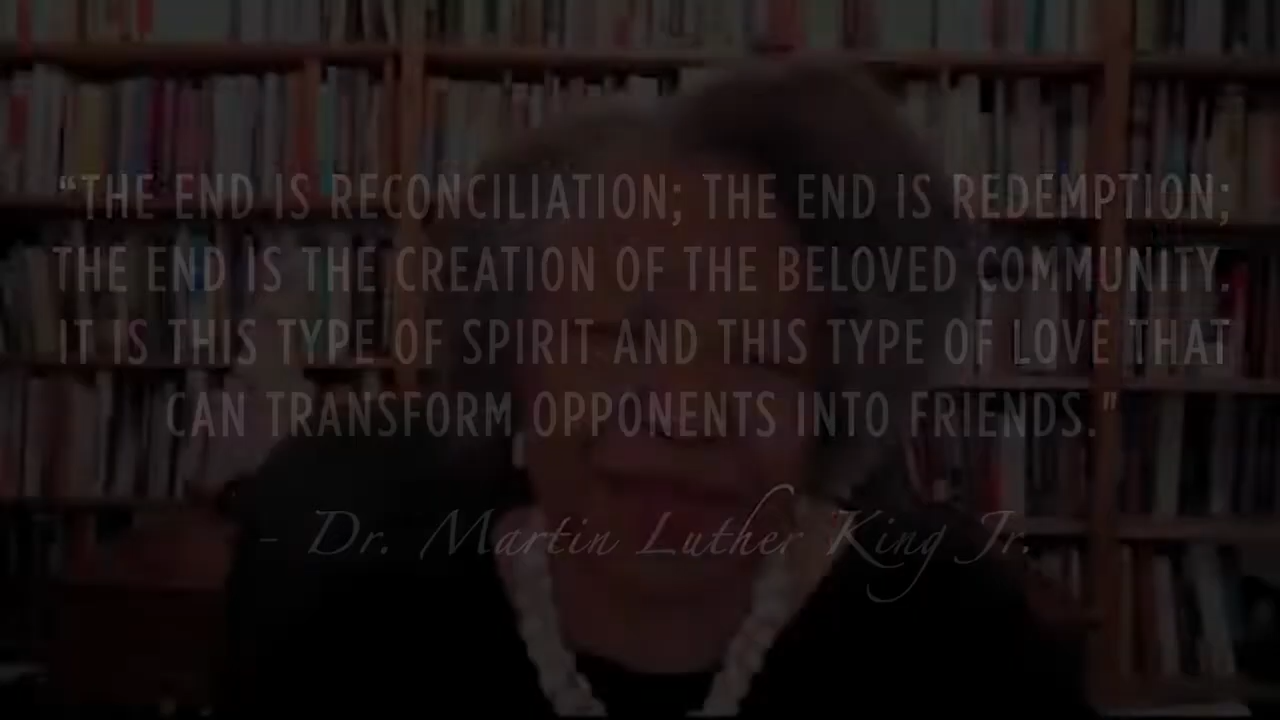 “THE END IS RECONCILIATION; THE END IS REDEMPTION;
THE END IS THE CREATION OF THE BELOVED COMMUNITY.
IT IS THIS TYPE OF SPIRIT AND THIS TYPE OF LOVE THAT
CAN TRANSFORM OPPONENTS INTO FRIENDS."
- Dr. Martin Luther King Jr.